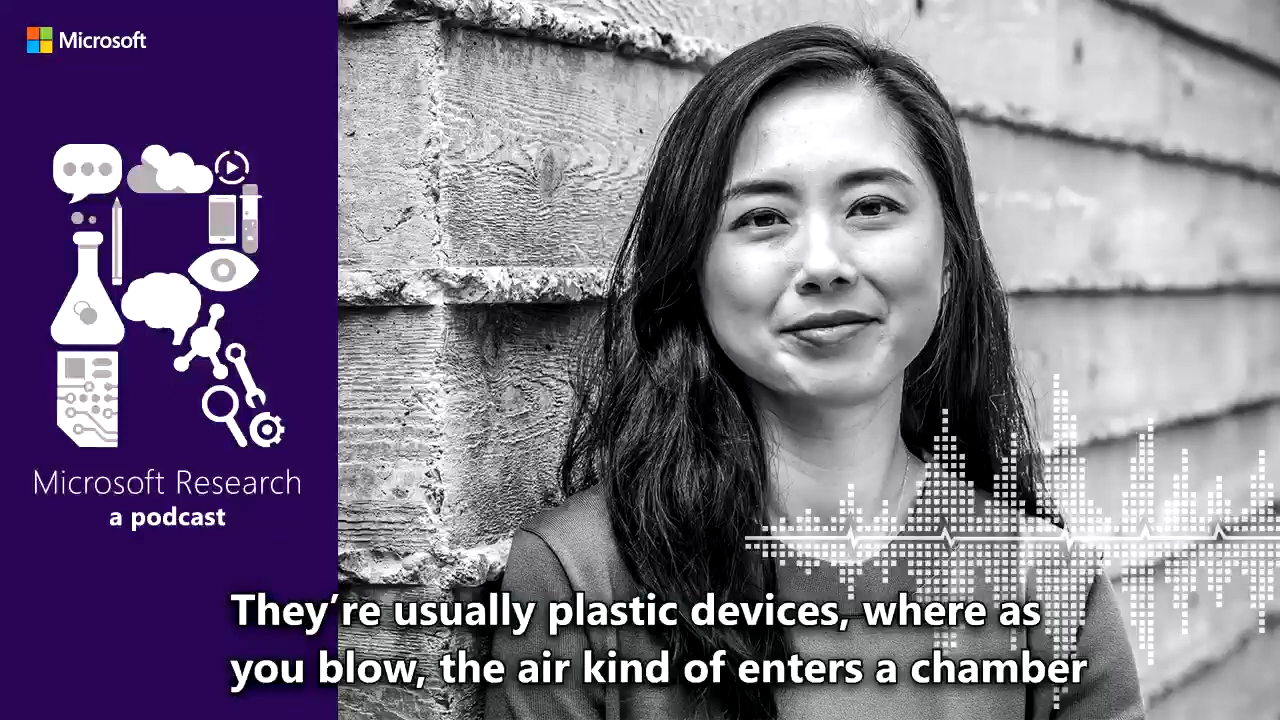 Microsoft
Microsoft Research
a podcast
They’re usually plastic devices, where as
you blow, the air kind of enters a chamber